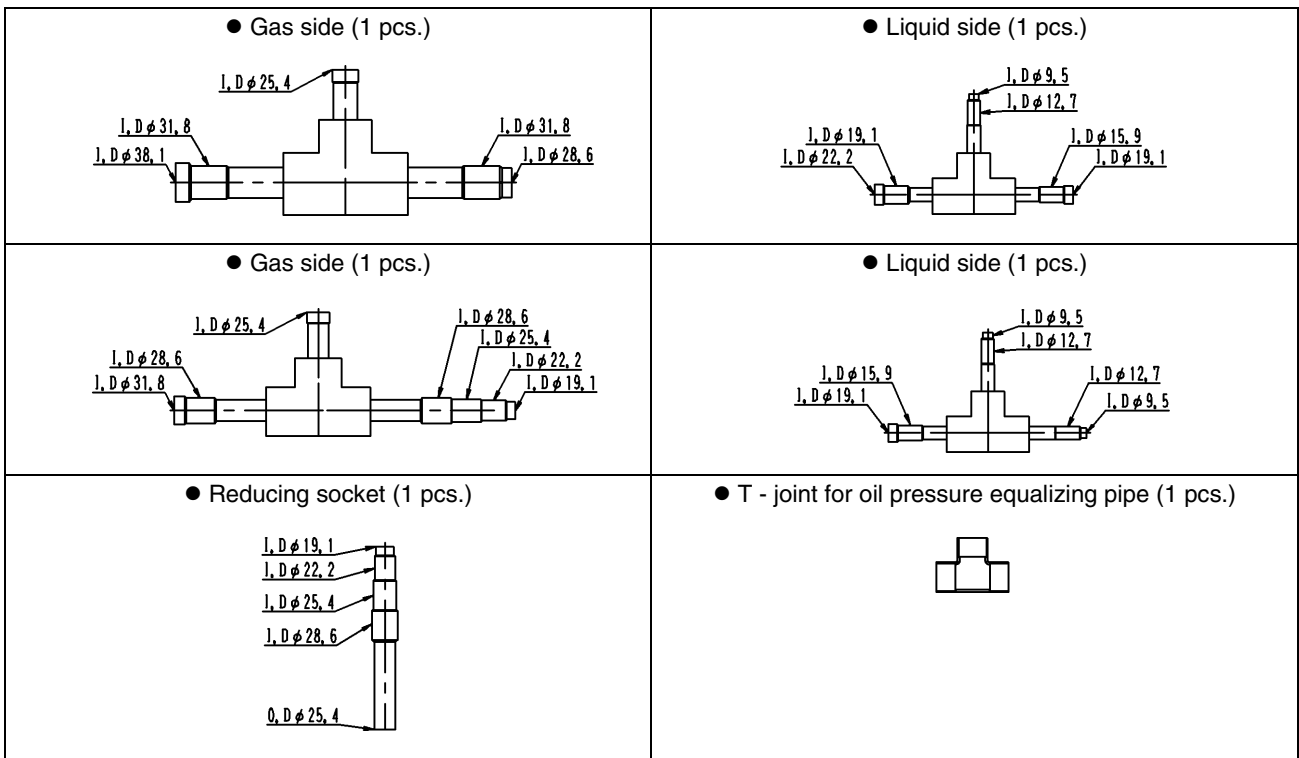 ● Gas side (1 pcs.)
I.Dφ25.4
I.Dφ31.8
I.Dφ38.1
I.Dφ31.8
I.Dφ28.6
● Liquid side (1 pcs.)
I.Dφ9.5
I.Dφ12.7
I.Dφ19.1
I.Dφ22.2
I.Dφ15.9
I.Dφ19.1
● Gas side (1 pcs.)
I.Dφ25.4
I.Dφ28.6
I.Dφ31.8
I.Dφ28.6
I.Dφ25.4
I.Dφ22.2
I.Dφ19.1
● Liquid side (1 pcs.)
I.Dφ9.5
I.Dφ12.7
I.Dφ15.9
I.Dφ19.1
I.Dφ12.7
I.Dφ9.5
● Reducing socket (1 pcs.)
I.Dφ19.1
I.Dφ22.2
I.Dφ25.4
I.Dφ28.6
O.Dφ25.4
● T - joint for oil pressure equalizing pipe (1 pcs.)